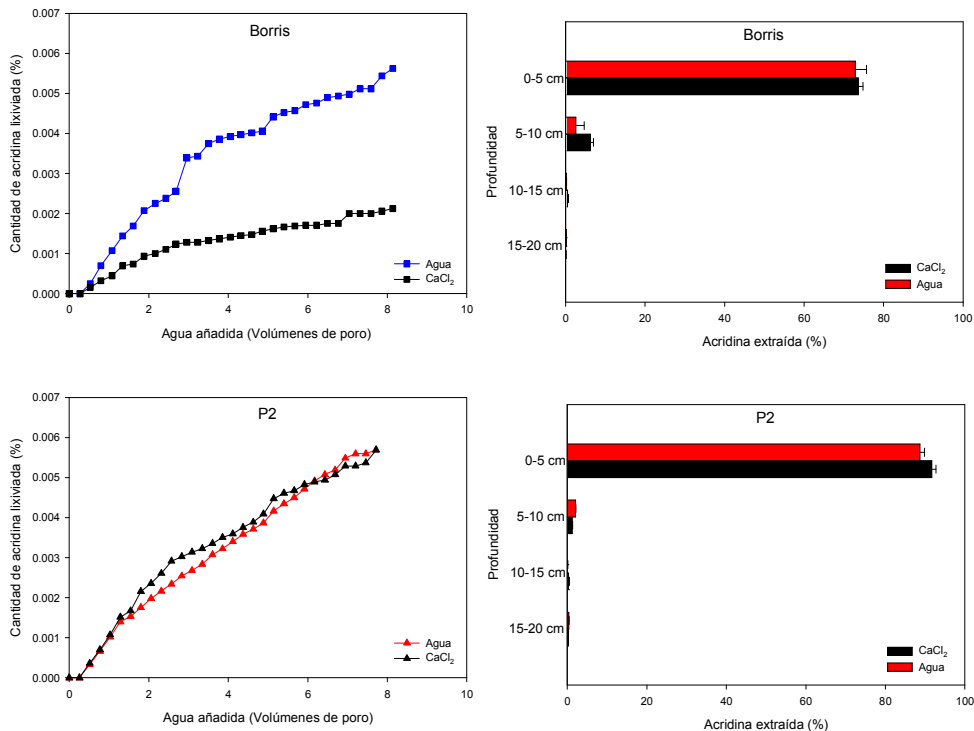 Borris
Cantidad de acridina lixiviada (%)
0.007
0.006
0.005
0.004
0.003
0.002
0.001
0.000
0 2 4 6 8 10
Agua añadida (Volúmenes de poro)
Agua
CaCl₂
Borris
Profundidad
0-5 cm
5-10 cm
10-15 cm
15-20 cm
0 20 40 60 80 100
Acridina extraída (%)
CaCl₂
Agua
P2
Cantidad de acridina lixiviada (%)
0.007
0.006
0.005
0.004
0.003
0.002
0.001
0.000
0 2 4 6 8 10
Agua añadida (Volúmenes de poro)
Agua
CaCl₂
P2
Profundidad
0-5 cm
5-10 cm
10-15 cm
15-20 cm
0 20 40 60 80 100
Acridina extraída (%)
CaCl₂
Agua